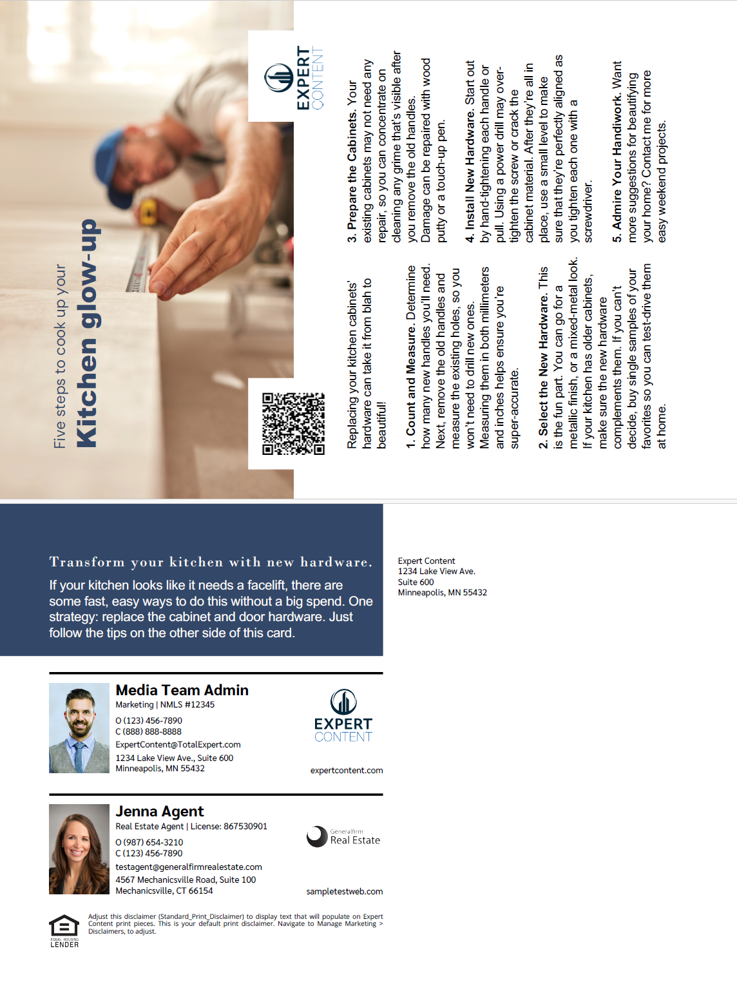 Five steps to cook up your
Kitchen glow-up
EXPERT
CONTENT
Replacing your kitchen cabinets'
hardware can take it from blah to
beautiful!
1. Count and Measure. Determine
how many new handles you'll need.
Next, remove the old handles and
measure the existing holes, so you
won't need to drill new ones.
Measuring them in both millimeters
and inches helps ensure you're
super-accurate.
2. Select the New Hardware. This
is the fun part. You can go for a
metallic finish, or a mixed-metal look.
If your kitchen has older cabinets,
make sure the new hardware
complements them. If you can't
decide, buy single samples of your
favorites so you can test-drive them
at home.
3. Prepare the Cabinets. Your
existing cabinets may not need any
repair, so you can concentrate on
cleaning any grime that's visible after
you remove the old handles.
Damage can be repaired with wood
putty or a touch-up pen.
4. Install New Hardware. Start out
by hand-tightening each handle or
pull. Using a power drill may over-
tighten the screw or crack the
cabinet material. After they're all in
place, use a small level to make
sure that they're perfectly aligned as
you tighten each one with a
screwdriver.
5. Admire Your Handiwork. Want
more suggestions for beautifying
your home? Contact me for more
easy weekend projects.
Transform your kitchen with new hardware.
If your kitchen looks like it needs a facelift, there are
some fast, easy ways to do this without a big spend. One
strategy: replace the cabinet and door hardware. Just
follow the tips on the other side of this card.
Expert Content
1234 Lake View Ave.
Suite 600
Minneapolis, MN 55432
Media Team Admin
Marketing | NMLS #12345
O (123) 456-7890
C (888) 888-8888
ExpertContent@TotalExpert.com
1234 Lake View Ave., Suite 600
Minneapolis, MN 55432
EXPERT
CONTENT
expertcontent.com
Jenna Agent
Real Estate Agent | License: 867530901
O (987) 654-3210
C (123) 456-7890
testagent@generalfirmrealestate.com
4567 Mechanicsville Road, Suite 100
Mechanicsville, CT 66154
Generalfirm
Real Estate
sampletestweb.com
EQUAL HOUSING
LENDER
Adjust this disclaimer (Standard_Print_Disclaimer) to display text that will populate on Expert
Content print pieces. This is your default print disclaimer. Navigate to Manage Marketing >
Disclaimers, to adjust.